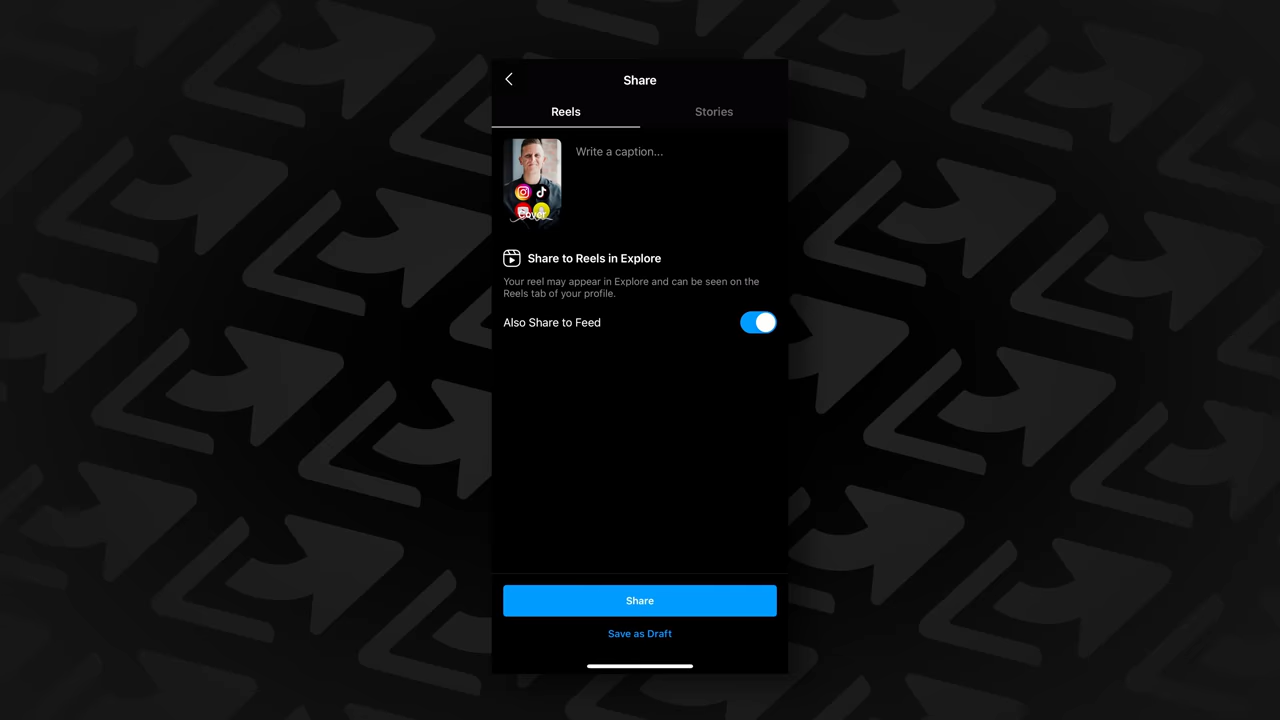 Share
Reels
Stories
Write a caption...
Cover
Share to Reels in Explore
Your reel may appear in Explore and can be seen on the
Reels tab of your profile.
Also Share to Feed
Share
Save as Draft